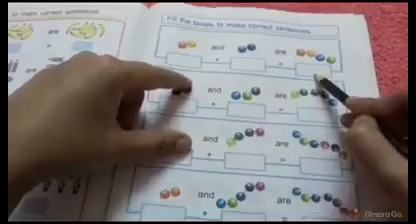 to make correct sentences
Fill the boxes to make correct sentences
are
and are
=
+ =
and are
+ =
and are
+ =
and are
+ =
filmoraGo